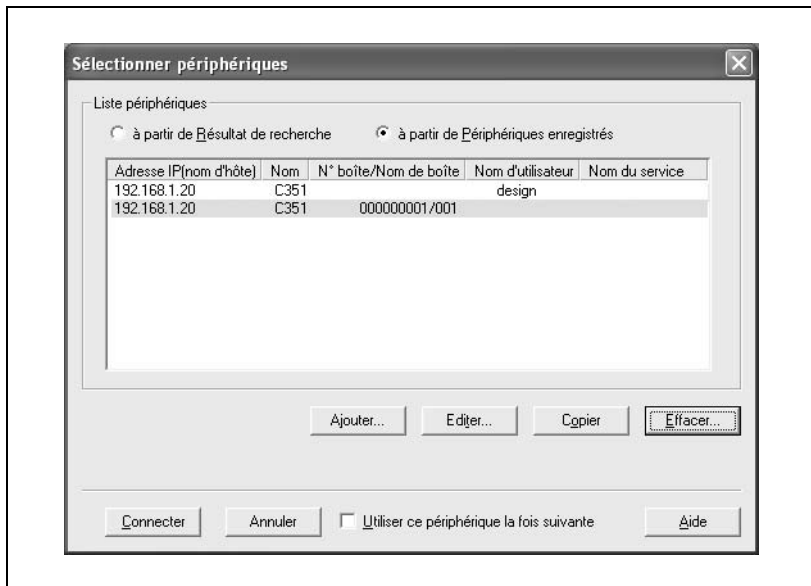 Sélectionner périphériques
Liste périphériques
à partir de Résultat de recherche à partir de Périphériques enregistrés
Adresse IP(nom d'hôte) Nom N° boîte/Nom de boîte Nom d'utilisateur Nom du service
192.168.1.20 C351 design
192.168.1.20 C351 000000001/001
Ajouter... Editer... Copier Effacer...
Connecter Annuler Utiliser ce périphérique la fois suivante Aide